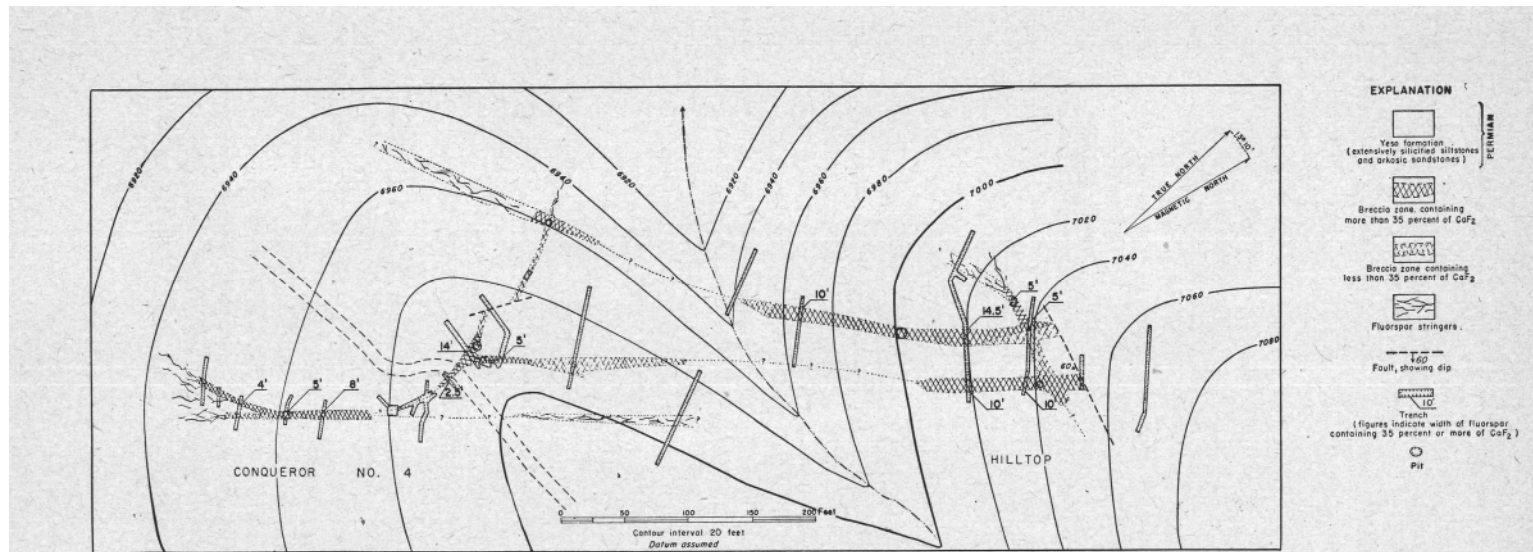 EXPLANATION
Yeso formation
(extensively silicified siltstones
and arkosic sandstones)
PERMIAN
Breccia zone containing
more than 35 percent of CaF2
Breccia zone containing
less than 35 percent of CaF2
Fluorspar stringers.
60
Fault, showing dip
10'
Trench
(figures indicate width of fluorspar
containing 35 percent or more of CaF2)
Pit
TRUE NORTH
MAGNETIC NORTH
6920
6940
6960
6940
6920
6920
6940
6960
6980
7000
7020
7040
7060
7080
10'
14.5'
5'
5'
60
10'
10'
14'
5'
2.5'
4'
5'
8'
CONQUEROR NO. 4
HILLTOP
0 50 100 150 200 Feet
Contour interval 20 feet
Datum assumed